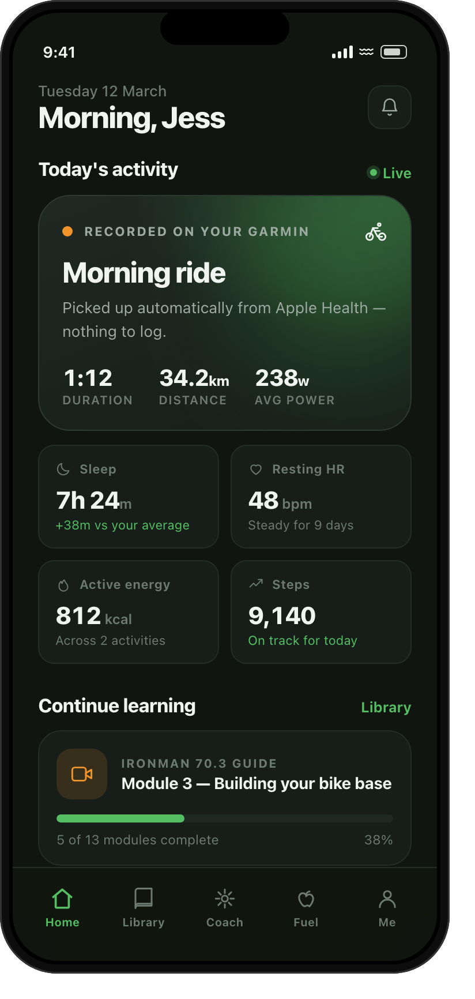 9:41
Tuesday 12 March
Morning, Jess
Today's activity
Live
RECORDED ON YOUR GARMIN
Morning ride
Picked up automatically from Apple Health —
nothing to log.
1:12 34.2km 238w
DURATION DISTANCE AVG POWER
Sleep
7h 24m
+38m vs your average
Resting HR
48 bpm
Steady for 9 days
Active energy
812 kcal
Across 2 activities
Steps
9,140
On track for today
Continue learning
Library
IRONMAN 70.3 GUIDE
Module 3 — Building your bike base
5 of 13 modules complete 38%
Home Library Coach Fuel Me